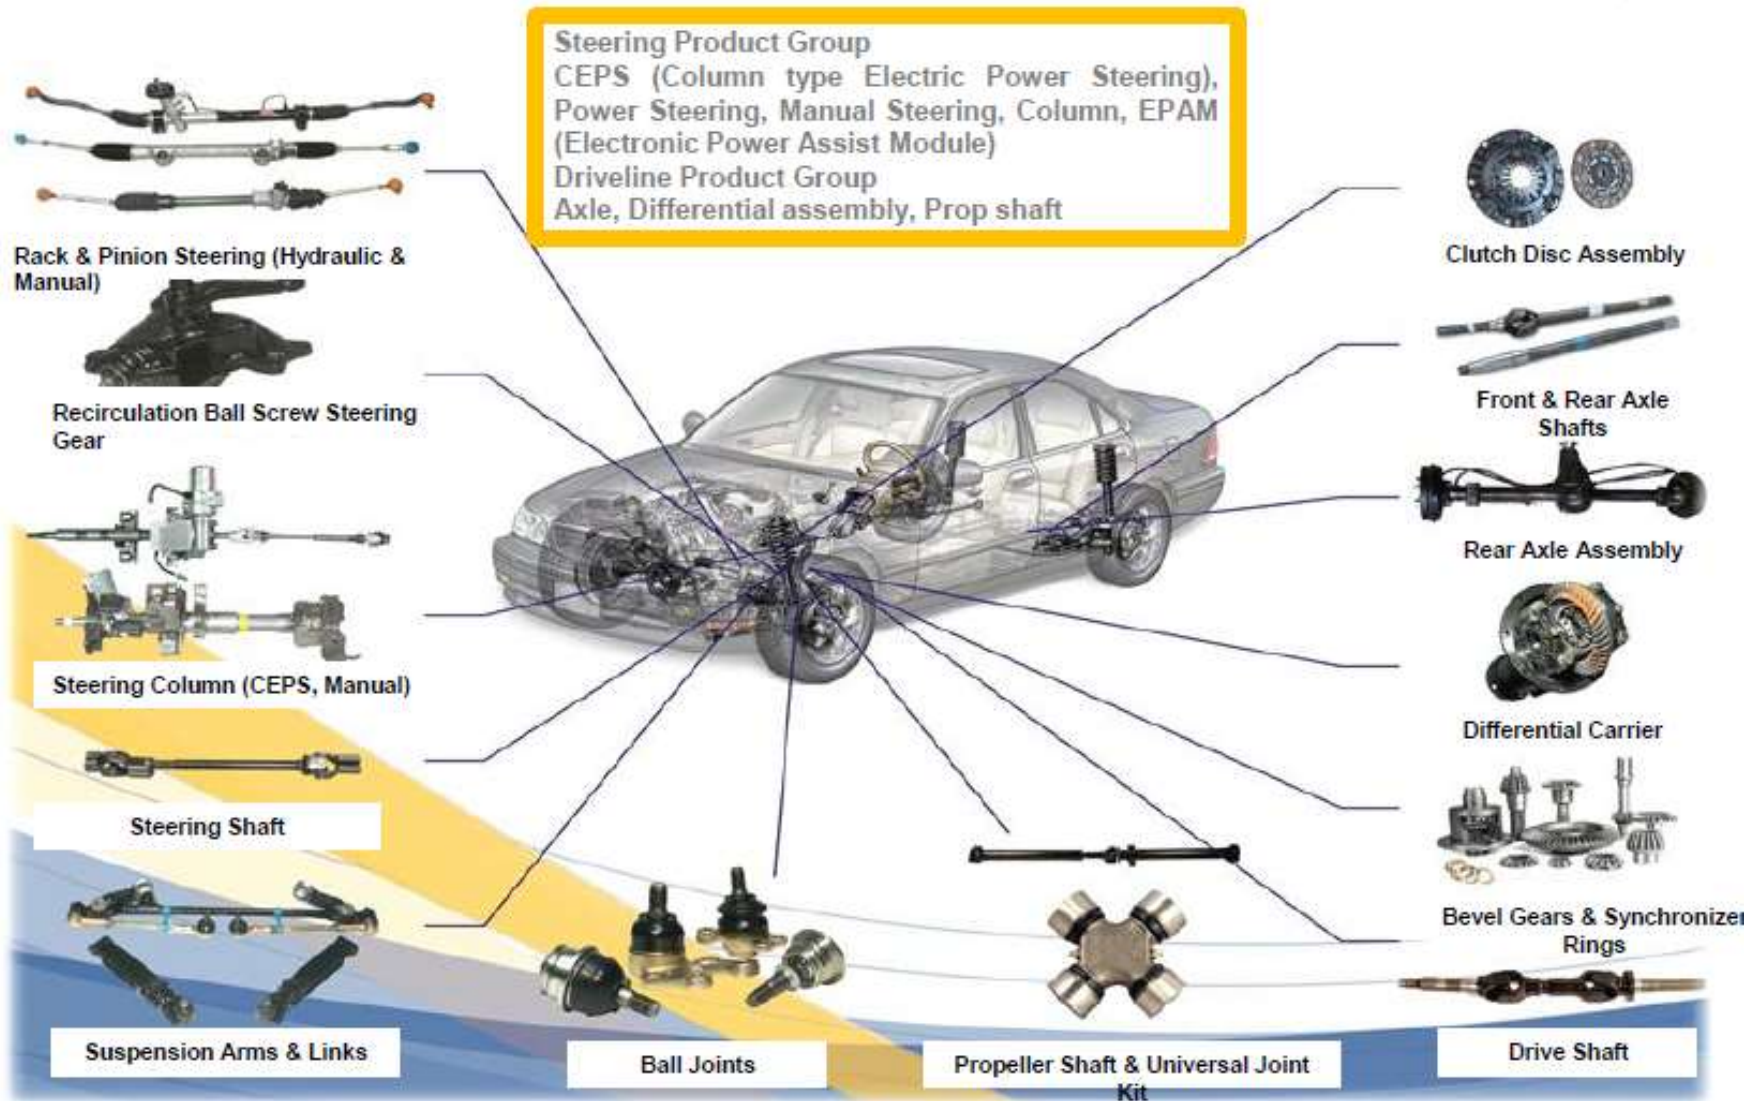 Steering Product Group
CEPS (Column type Electric Power Steering),
Power Steering, Manual Steering, Column, EPAM
(Electronic Power Assist Module)
Driveline Product Group
Axle, Differential assembly, Prop shaft
Rack & Pinion Steering (Hydraulic &
Manual)
Recirculation Ball Screw Steering
Gear
Steering Column (CEPS, Manual)
Steering Shaft
Suspension Arms & Links
Ball Joints
Propeller Shaft & Universal Joint
Kit
Clutch Disc Assembly
Front & Rear Axle
Shafts
Rear Axle Assembly
Differential Carrier
Bevel Gears & Synchronizer
Rings
Drive Shaft